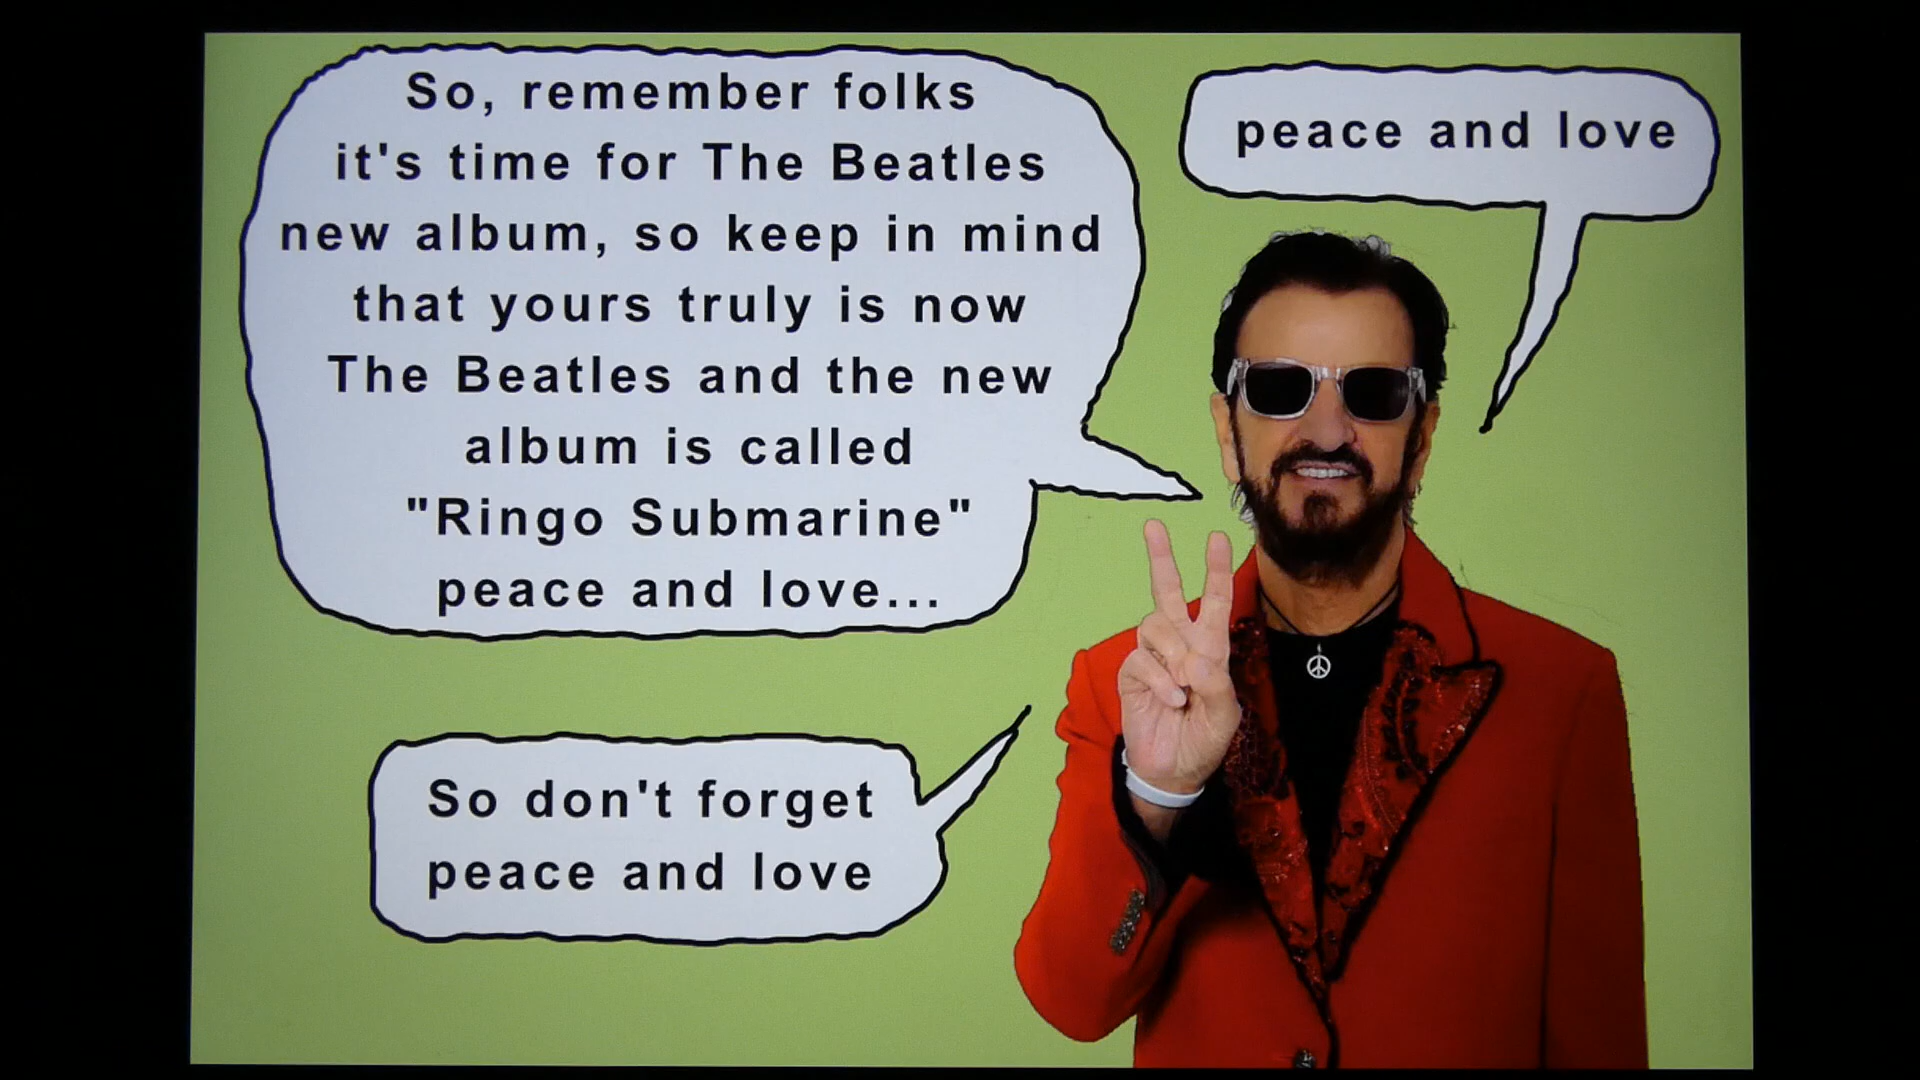 So, remember folks
it's time for The Beatles
new album, so keep in mind
that yours truly is now
The Beatles and the new
album is called
"Ringo Submarine"
peace and love...
peace and love
So don't forget
peace and love